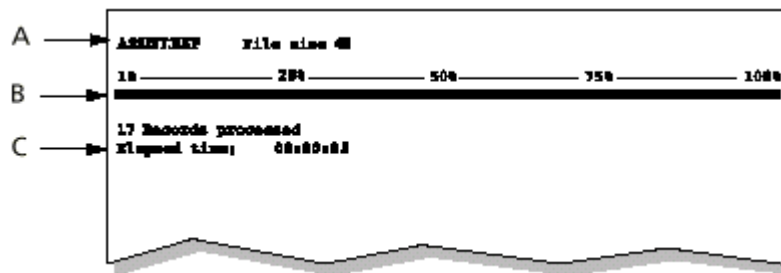 A
File size
1% 25% 50% 75% 100%
B
17 Records processed
C
Elapsed time: